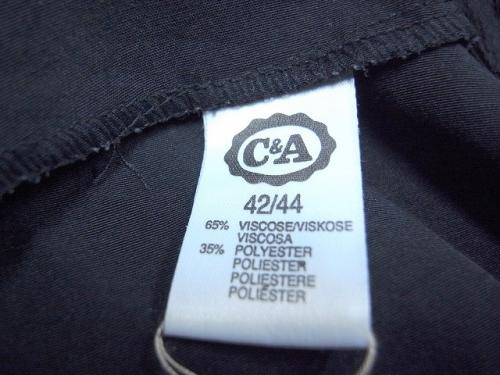 C&A
42/44
65% VISCOSE/VISKOSE
VISCOSA
35% POLYESTER
POLIESTER
POLIESTERE
POLIÉSTER